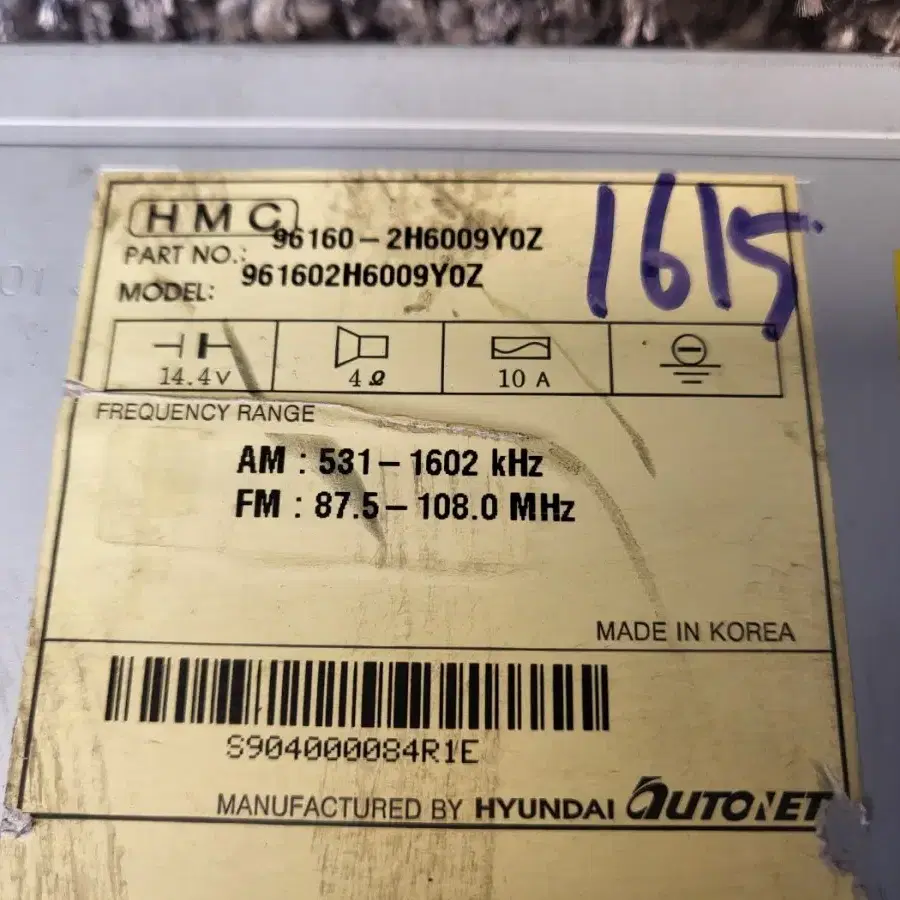 HMC
1615
PART NO.: 96160-2H6009Y0Z
MODEL: 961602H6009Y0Z
14.4V 4Ω 10 A
FREQUENCY RANGE
AM : 531-1602 kHz
FM : 87.5-108.0 MHz
MADE IN KOREA
S904000084R1E
MANUFACTURED BY HYUNDAI AUTONET